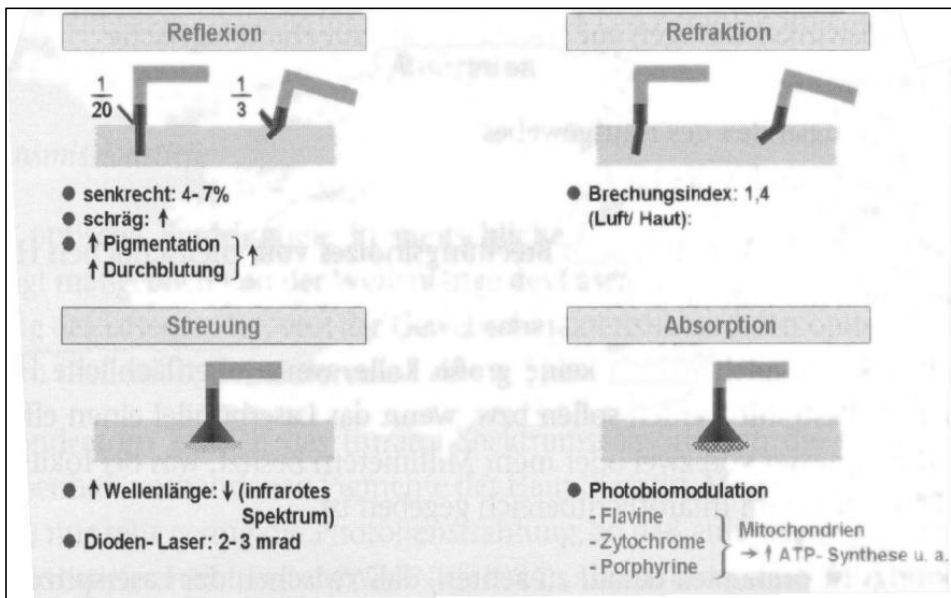 Reflexion
1
20
1
3
● senkrecht: 4- 7%
● schräg: ↑
● ↑ Pigmentation
↑ Durchblutung } ↑
Refraktion
● Brechungsindex: 1,4
(Luft/ Haut):
Streuung
● ↑ Wellenlänge: ↓ (infrarotes
Spektrum)
● Dioden- Laser: 2- 3 mrad
Absorption
● Photobiomodulation
- Flavine
- Zytochrome
- Porphyrine
} Mitochondrien
→ ↑ ATP- Synthese u. a.